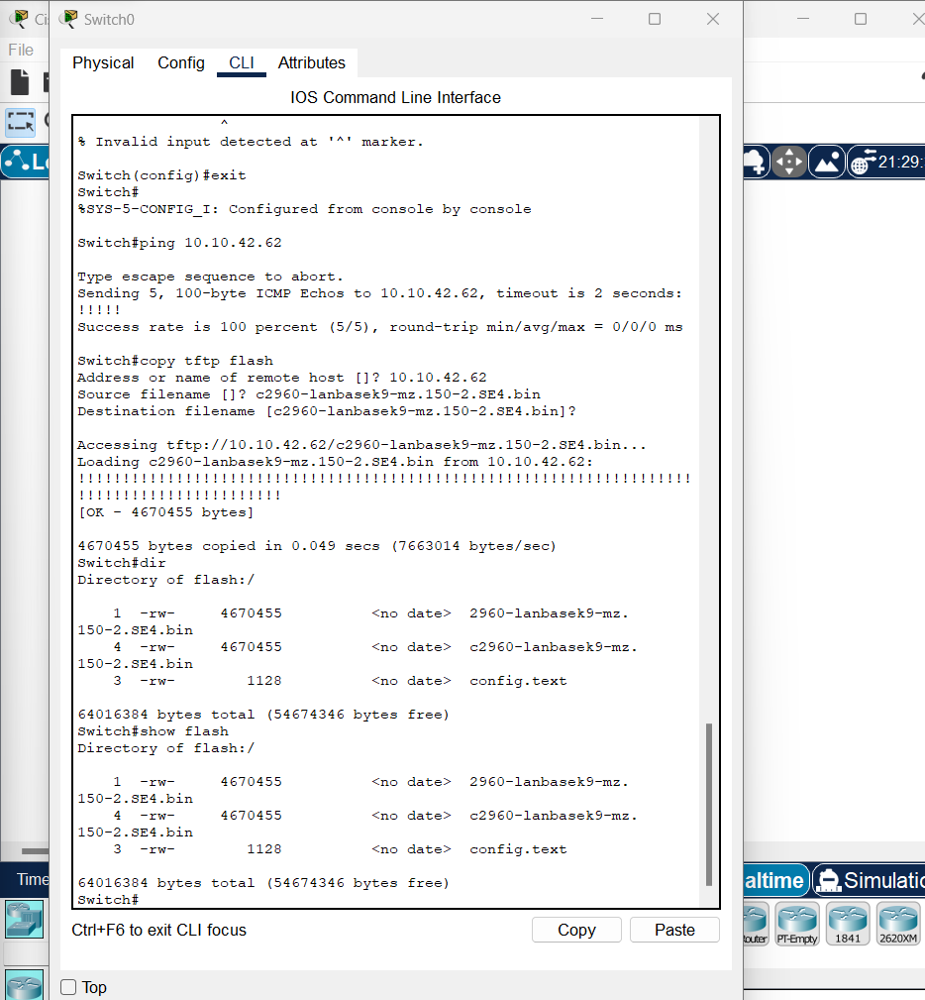 Switch0
File
Physical Config CLI Attributes
IOS Command Line Interface
^
% Invalid input detected at '^' marker.
Switch(config)#exit
Switch#
%SYS-5-CONFIG_I: Configured from console by console
Switch#ping 10.10.42.62
Type escape sequence to abort.
Sending 5, 100-byte ICMP Echos to 10.10.42.62, timeout is 2 seconds:
!!!!!
Success rate is 100 percent (5/5), round-trip min/avg/max = 0/0/0 ms
Switch#copy tftp flash
Address or name of remote host []? 10.10.42.62
Source filename []? c2960-lanbasek9-mz.150-2.SE4.bin
Destination filename [c2960-lanbasek9-mz.150-2.SE4.bin]?
Accessing tftp://10.10.42.62/c2960-lanbasek9-mz.150-2.SE4.bin...
Loading c2960-lanbasek9-mz.150-2.SE4.bin from 10.10.42.62:
!!!!!!!!!!!!!!!!!!!!!!!!!!!!!!!!!!!!!!!!!!!!!!!!!!!!!!!!!!!!!!!!!!!!!
!!!!!!!!!!!!!!!!!!!!!!!
[OK - 4670455 bytes]
4670455 bytes copied in 0.049 secs (7663014 bytes/sec)
Switch#dir
Directory of flash:/
1 -rw- 4670455 <no date> 2960-lanbasek9-mz.
150-2.SE4.bin
4 -rw- 4670455 <no date> c2960-lanbasek9-mz.
150-2.SE4.bin
3 -rw- 1128 <no date> config.text
64016384 bytes total (54674346 bytes free)
Switch#show flash
Directory of flash:/
1 -rw- 4670455 <no date> 2960-lanbasek9-mz.
150-2.SE4.bin
4 -rw- 4670455 <no date> c2960-lanbasek9-mz.
150-2.SE4.bin
3 -rw- 1128 <no date> config.text
64016384 bytes total (54674346 bytes free)
Switch#
Ctrl+F6 to exit CLI focus
Copy Paste
Top
21:29:
Time
altime Simulatic
outer PT-Empty 1841 2620XM